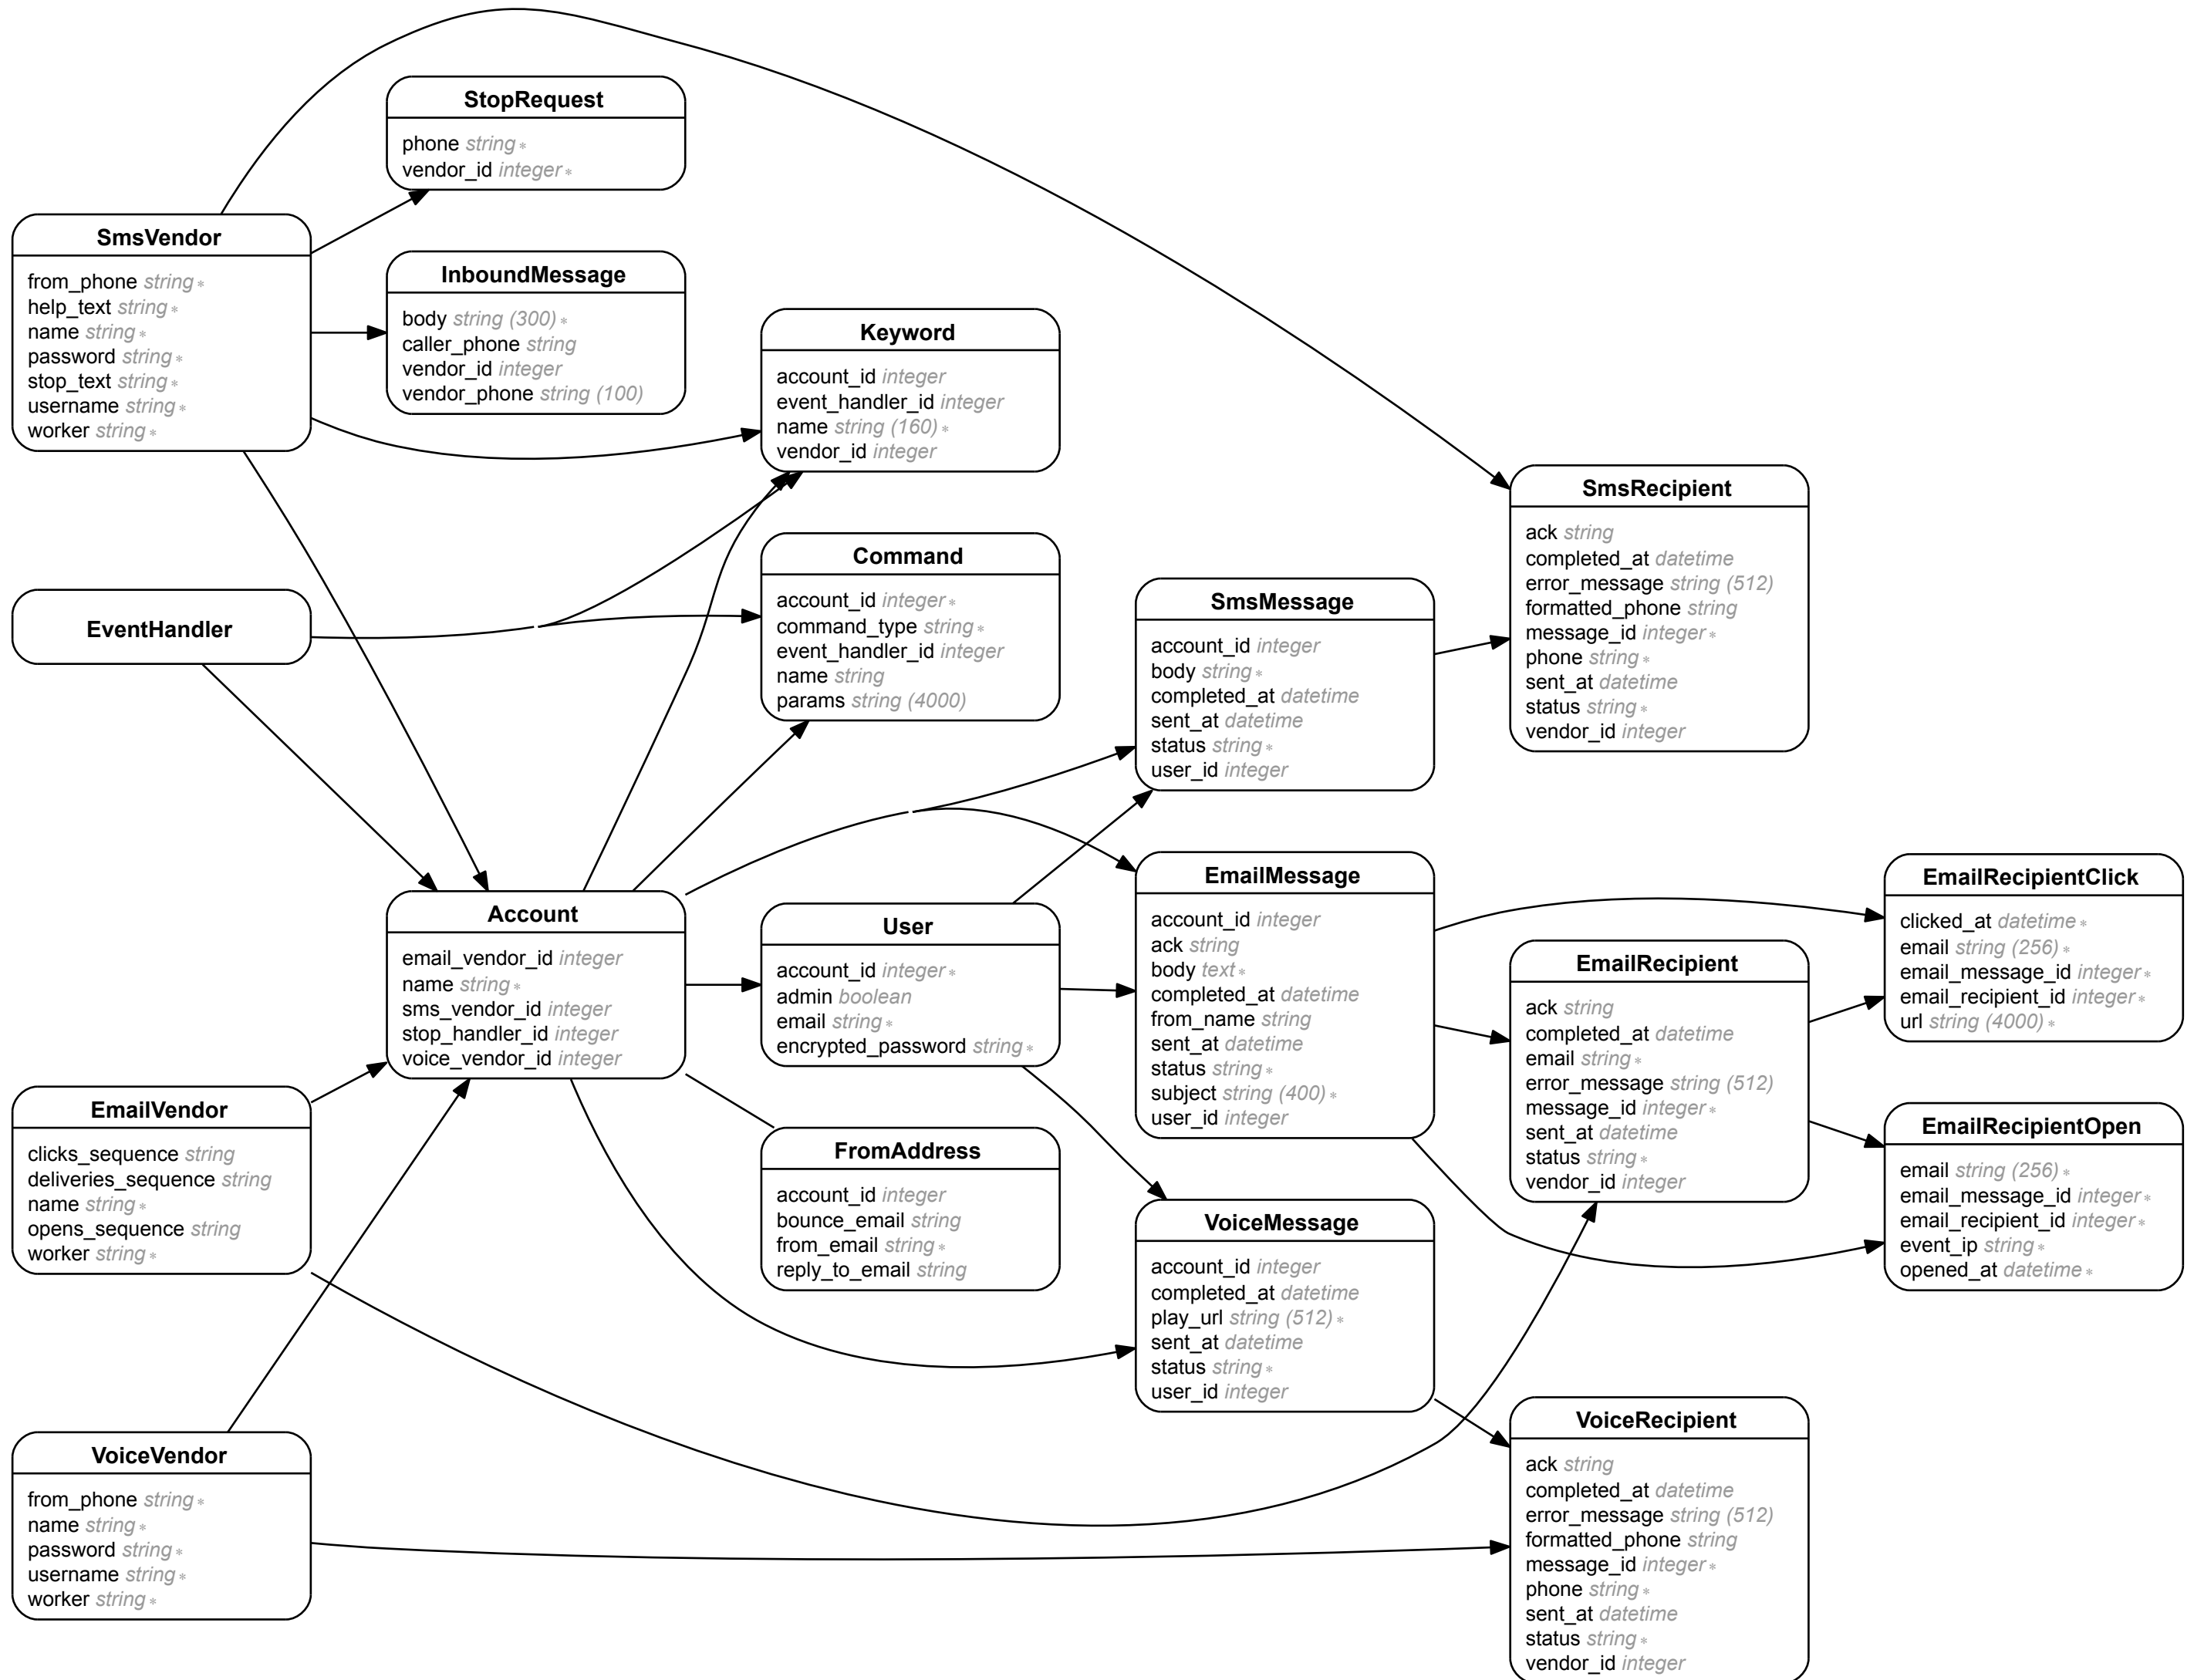 StopRequest
phone string *
vendor_id integer *
SmsVendor
from_phone string *
help_text string *
name string *
password string *
stop_text string *
username string *
worker string *
InboundMessage
body string (300) *
caller_phone string
vendor_id integer
vendor_phone string (100)
Keyword
account_id integer
event_handler_id integer
name string (160) *
vendor_id integer
SmsRecipient
ack string
completed_at datetime
error_message string (512)
formatted_phone string
message_id integer *
phone string *
sent_at datetime
status string *
vendor_id integer
Command
account_id integer *
command_type string *
event_handler_id integer
name string
params string (4000)
EventHandler
SmsMessage
account_id integer
body string *
completed_at datetime
sent_at datetime
status string *
user_id integer
Account
email_vendor_id integer
name string *
sms_vendor_id integer
stop_handler_id integer
voice_vendor_id integer
User
account_id integer *
admin boolean
email string *
encrypted_password string *
EmailMessage
account_id integer
ack string
body text *
completed_at datetime
from_name string
sent_at datetime
status string *
subject string (400) *
user_id integer
EmailRecipientClick
clicked_at datetime *
email string (256) *
email_message_id integer *
email_recipient_id integer *
url string (4000) *
EmailRecipient
ack string
completed_at datetime
email string *
error_message string (512)
message_id integer *
sent_at datetime
status string *
vendor_id integer
EmailVendor
clicks_sequence string
deliveries_sequence string
name string *
opens_sequence string
worker string *
FromAddress
account_id integer
bounce_email string
from_email string *
reply_to_email string
EmailRecipientOpen
email string (256) *
email_message_id integer *
email_recipient_id integer *
event_ip string *
opened_at datetime *
VoiceMessage
account_id integer
completed_at datetime
play_url string (512) *
sent_at datetime
status string *
user_id integer
VoiceVendor
from_phone string *
name string *
password string *
username string *
worker string *
VoiceRecipient
ack string
completed_at datetime
error_message string (512)
formatted_phone string
message_id integer *
phone string *
sent_at datetime
status string *
vendor_id integer